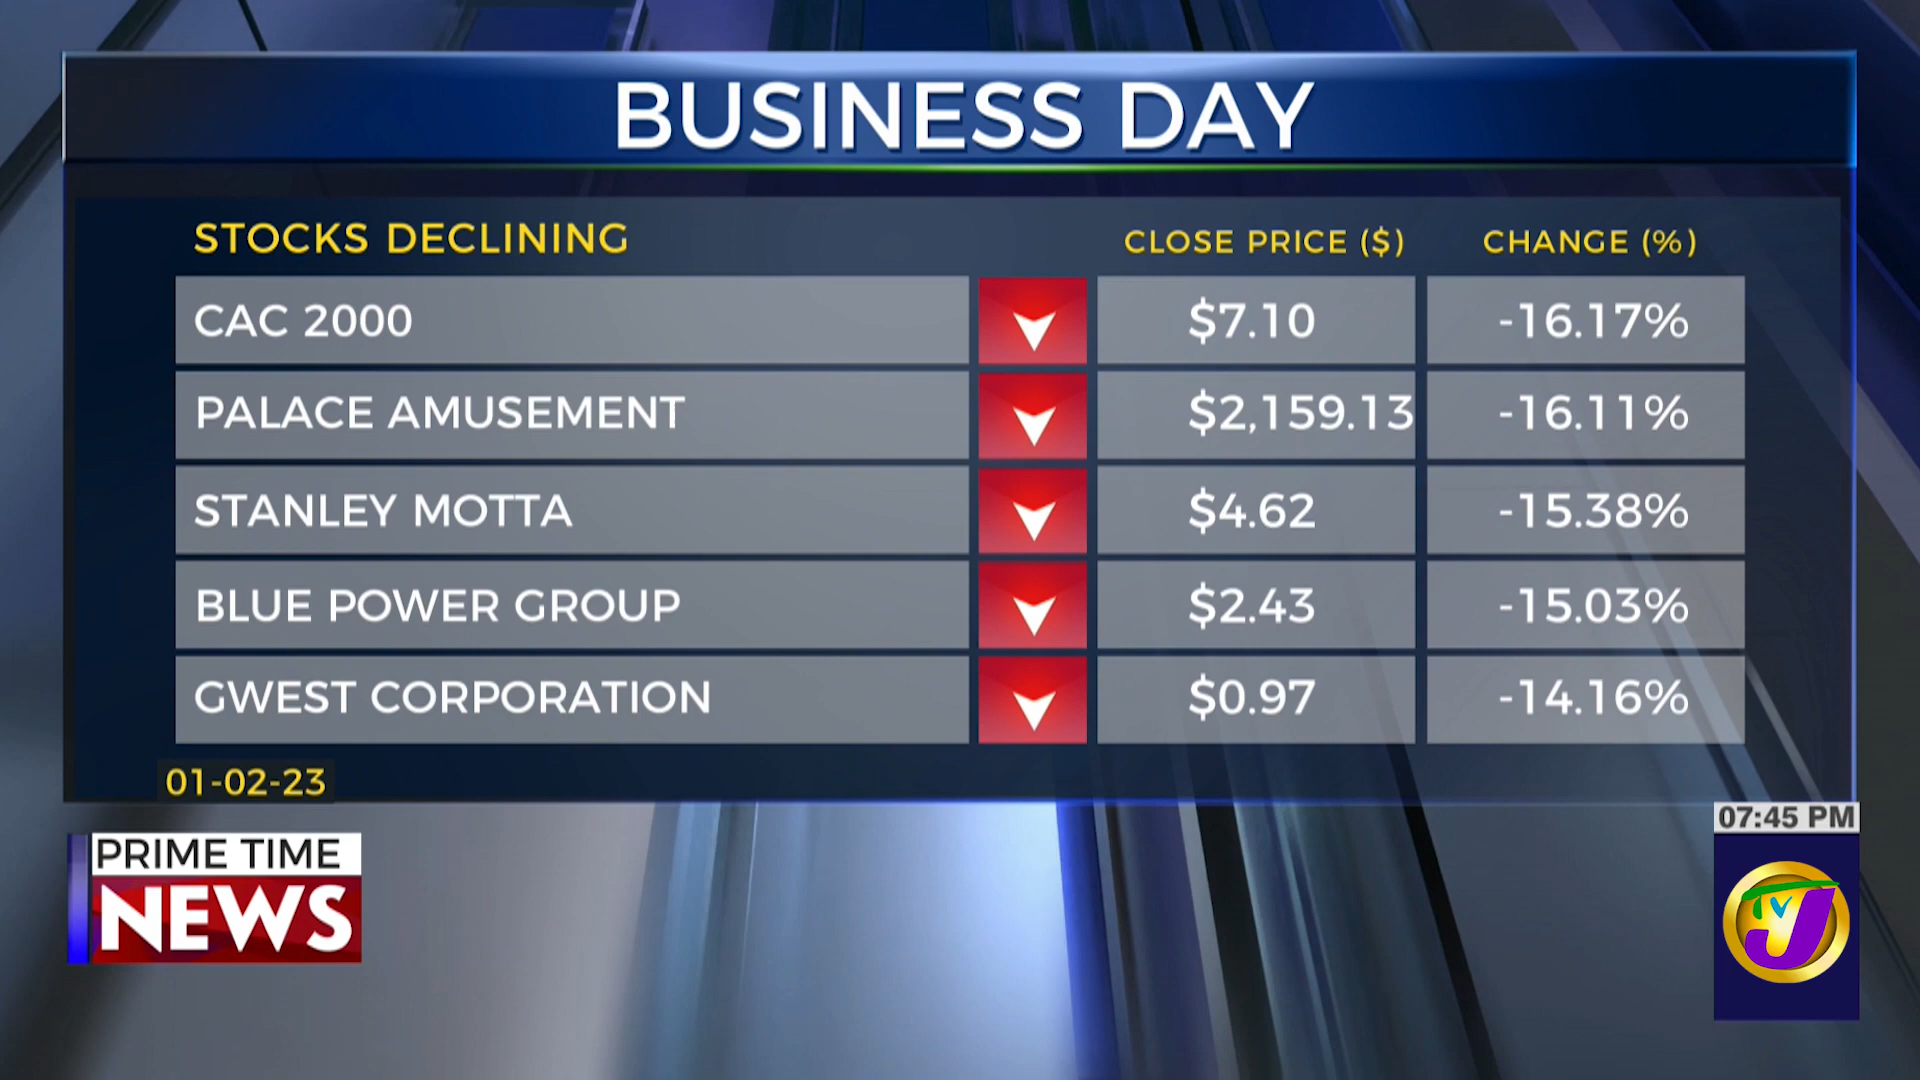 BUSINESS DAY
STOCKS DECLINING CLOSE PRICE ($) CHANGE (%)
CAC 2000 $7.10 -16.17%
PALACE AMUSEMENT $2,159.13 -16.11%
STANLEY MOTTA $4.62 -15.38%
BLUE POWER GROUP $2.43 -15.03%
GWEST CORPORATION $0.97 -14.16%
01-02-23
07:45 PM
PRIME TIME
NEWS
TVJ